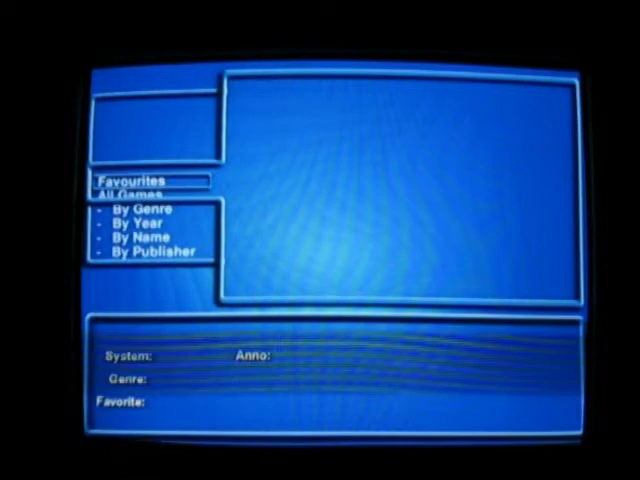 Favourites
All Games
- By Genre
- By Year
- By Name
- By Publisher
System: Anno:
Genre:
Favorite: